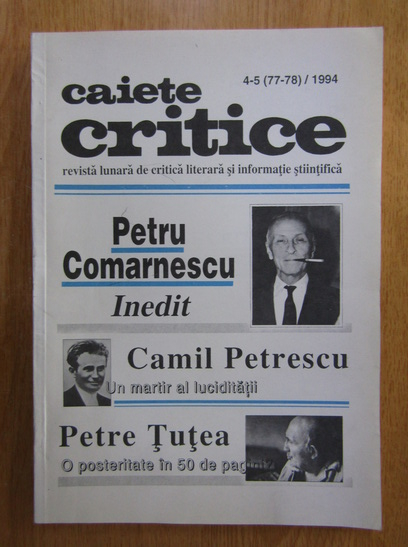 4-5 (77-78) / 1994
caiete
critice
revistă lunară de critică literară şi informaţie ştiinţifică
Petru
Comarnescu
Inedit
Camil Petrescu
Un martir al lucidităţii
Petre Ţuţea
O posteritate în 50 de pagini?